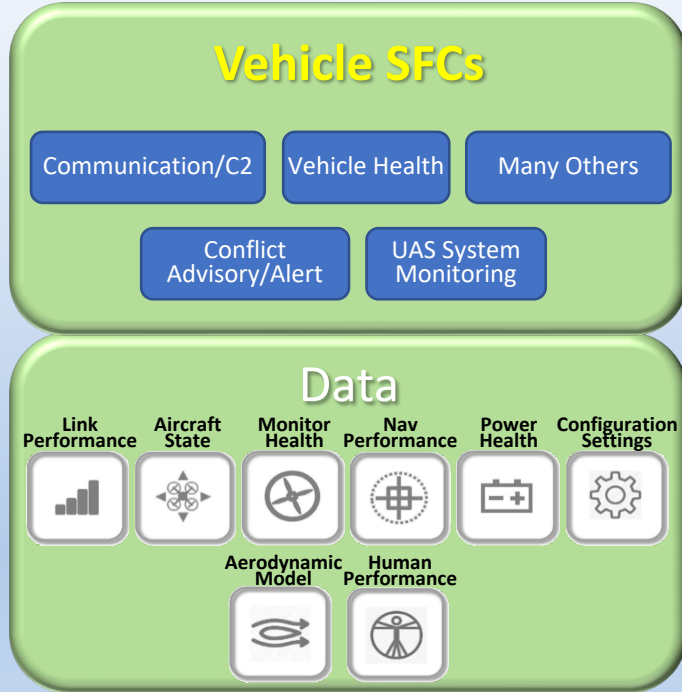 Vehicle SFCs
Communication/C2
Vehicle Health
Many Others
Conflict
Advisory/Alert
UAS System
Monitoring
Data
Link
Performance
Aircraft
State
Monitor
Health
Nav
Performance
Power
Health
Configuration
Settings
Aerodynamic
Model
Human
Performance